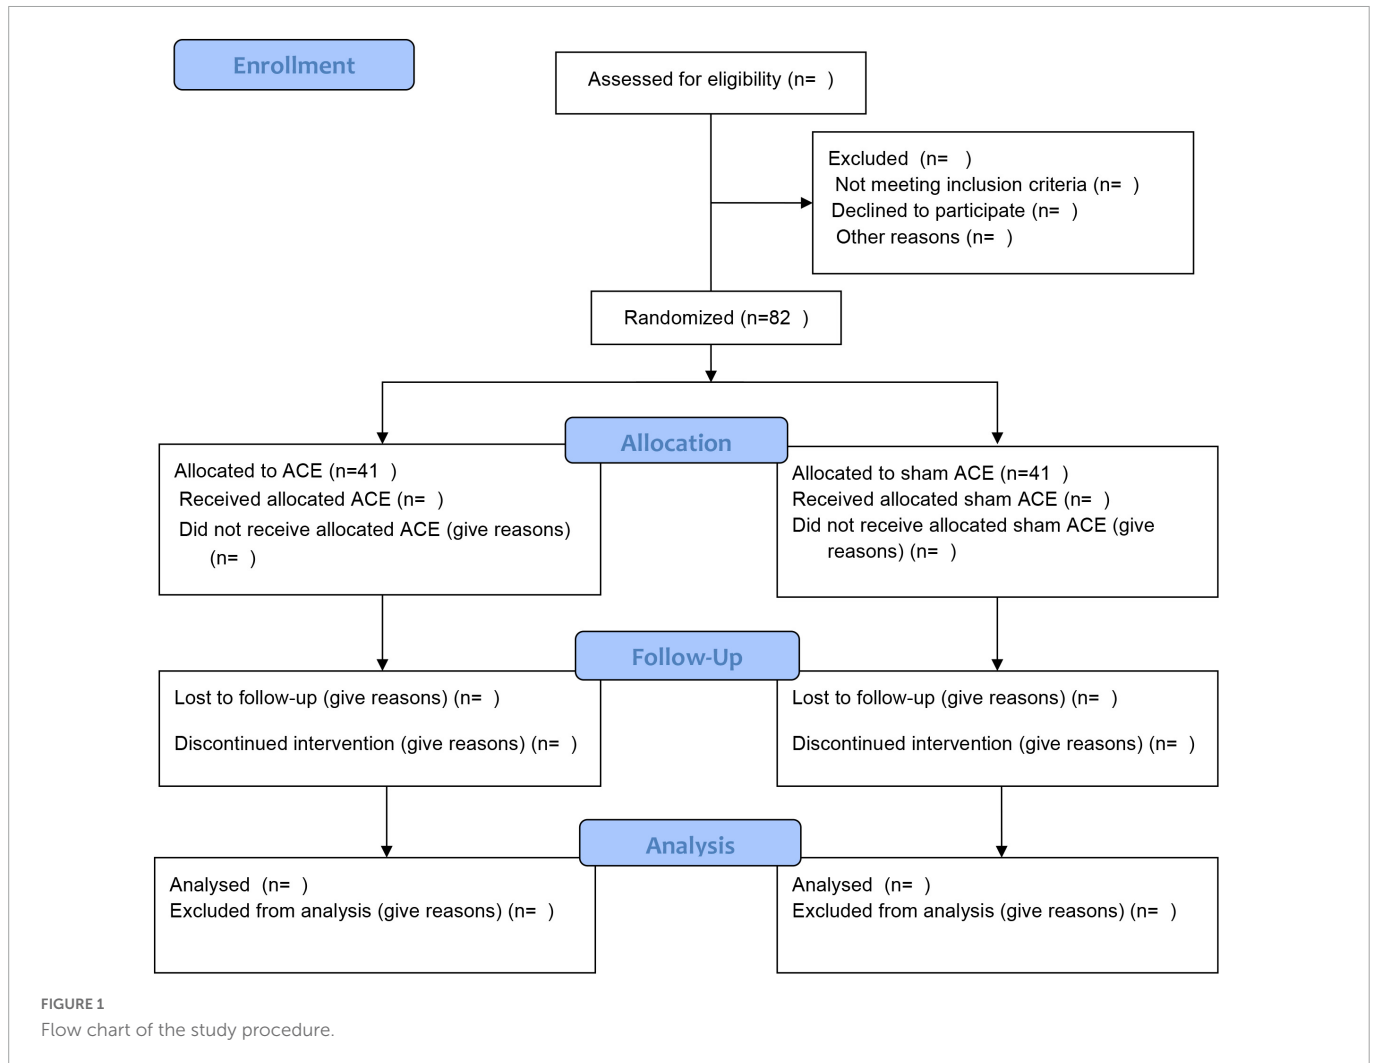 Enrollment
Assessed for eligibility (n=  )
Excluded  (n=   )
Not meeting inclusion criteria (n=  )
Declined to participate (n=  )
Other reasons (n=  )
Randomized (n=82  )
Allocation
Allocated to ACE (n=41  )
Received allocated ACE (n=  )
Did not receive allocated ACE (give reasons)
(n=  )
Allocated to sham ACE (n=41  )
Received allocated sham ACE (n=  )
Did not receive allocated sham ACE (give
reasons) (n=  )
Follow-Up
Lost to follow-up (give reasons) (n=  )
Discontinued intervention (give reasons) (n=  )
Lost to follow-up (give reasons) (n=  )
Discontinued intervention (give reasons) (n=  )
Analysis
Analysed  (n=  )
Excluded from analysis (give reasons) (n=  )
Analysed  (n=  )
Excluded from analysis (give reasons) (n=  )
FIGURE 1
Flow chart of the study procedure.